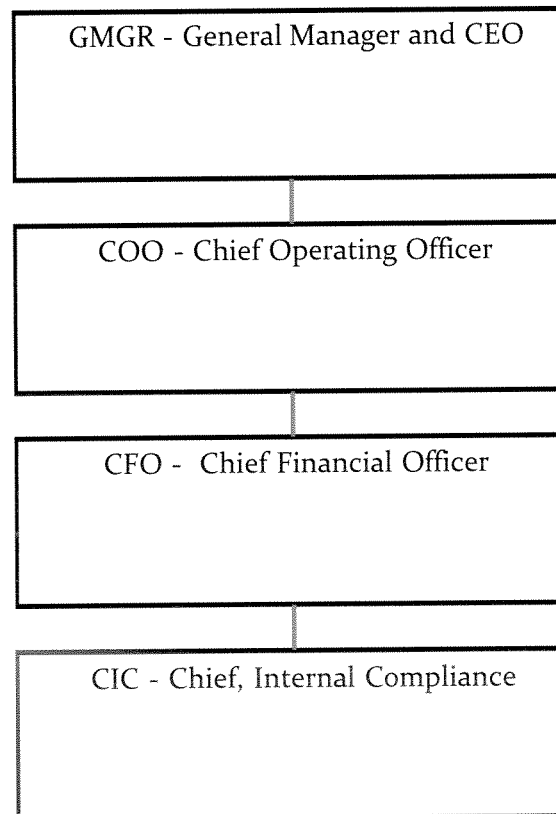 GMGR - General Manager and CEO
COO - Chief Operating Officer
CFO - Chief Financial Officer
CIC - Chief, Internal Compliance